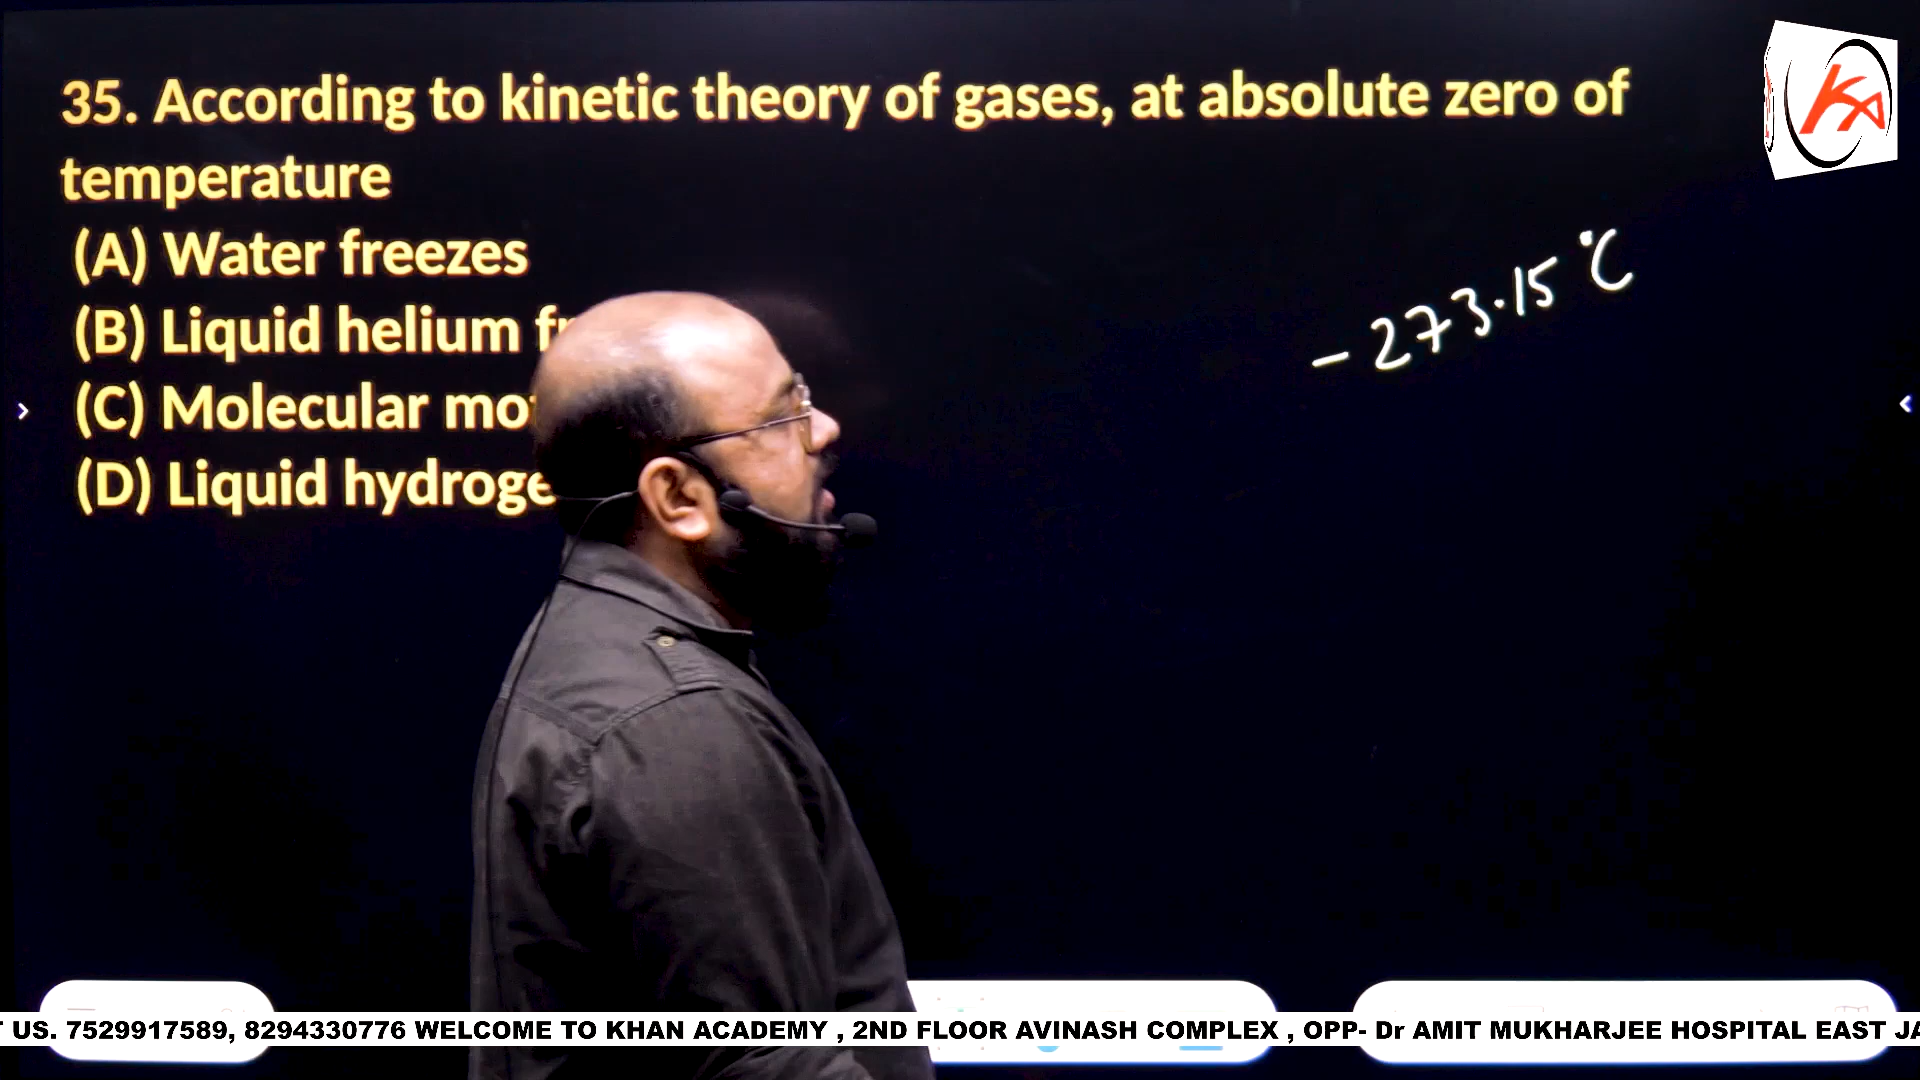 35. According to kinetic theory of gases, at absolute zero of
temperature
(A) Water freezes
(B) Liquid helium
(C) Molecular
(D) Liquid
- 273.15 °C
KA
US. 7529917589, 8294330776 WELCOME TO KHAN ACADEMY , 2ND FLOOR AVINASH COMPLEX , OPP- Dr AMIT MUKHARJEE HOSPITAL EAST